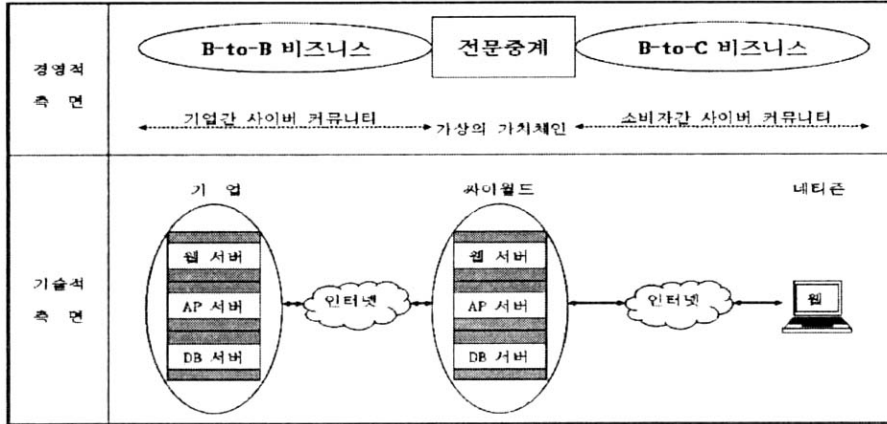 B-to-B 비즈니스
전문중계
B-to-C 비즈니스
경영적
측 면
기업간 사이버 커뮤니티
가상의 가치체인
소비자간 사이버 커뮤니티
기 업
싸이월드
네티즌
웹 서버
AP 서버
DB 서버
인터넷
웹 서버
AP 서버
DB 서버
인터넷
웹
기술적
측 면